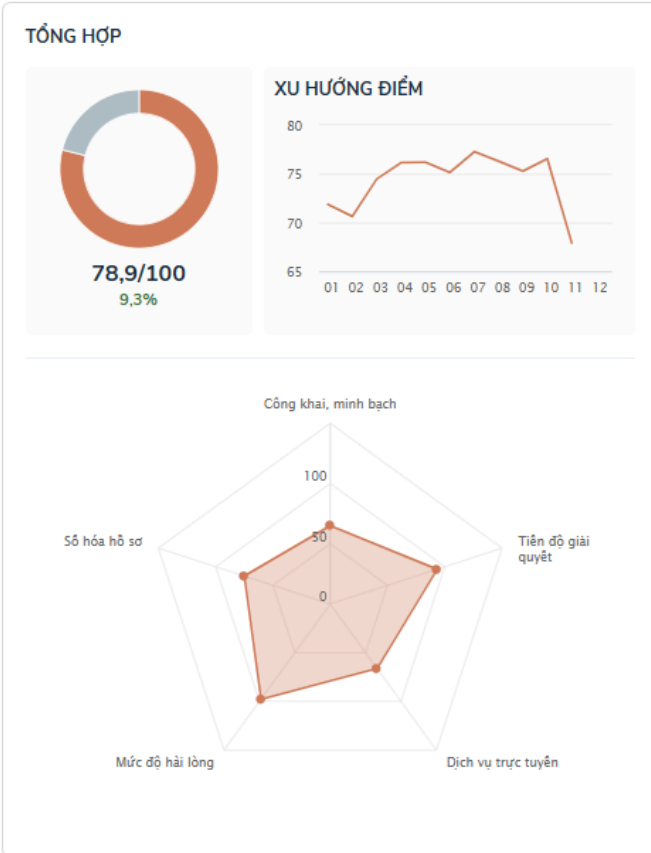 TỔNG HỢP
78,9/100
9,3%
XU HƯỚNG ĐIỂM
80
75
70
65
01 02 03 04 05 06 07 08 09 10 11 12
Công khai, minh bạch
100
50
0
Số hóa hồ sơ
Tiến độ giải
quyết
Mức độ hài lòng
Dịch vụ trực tuyến